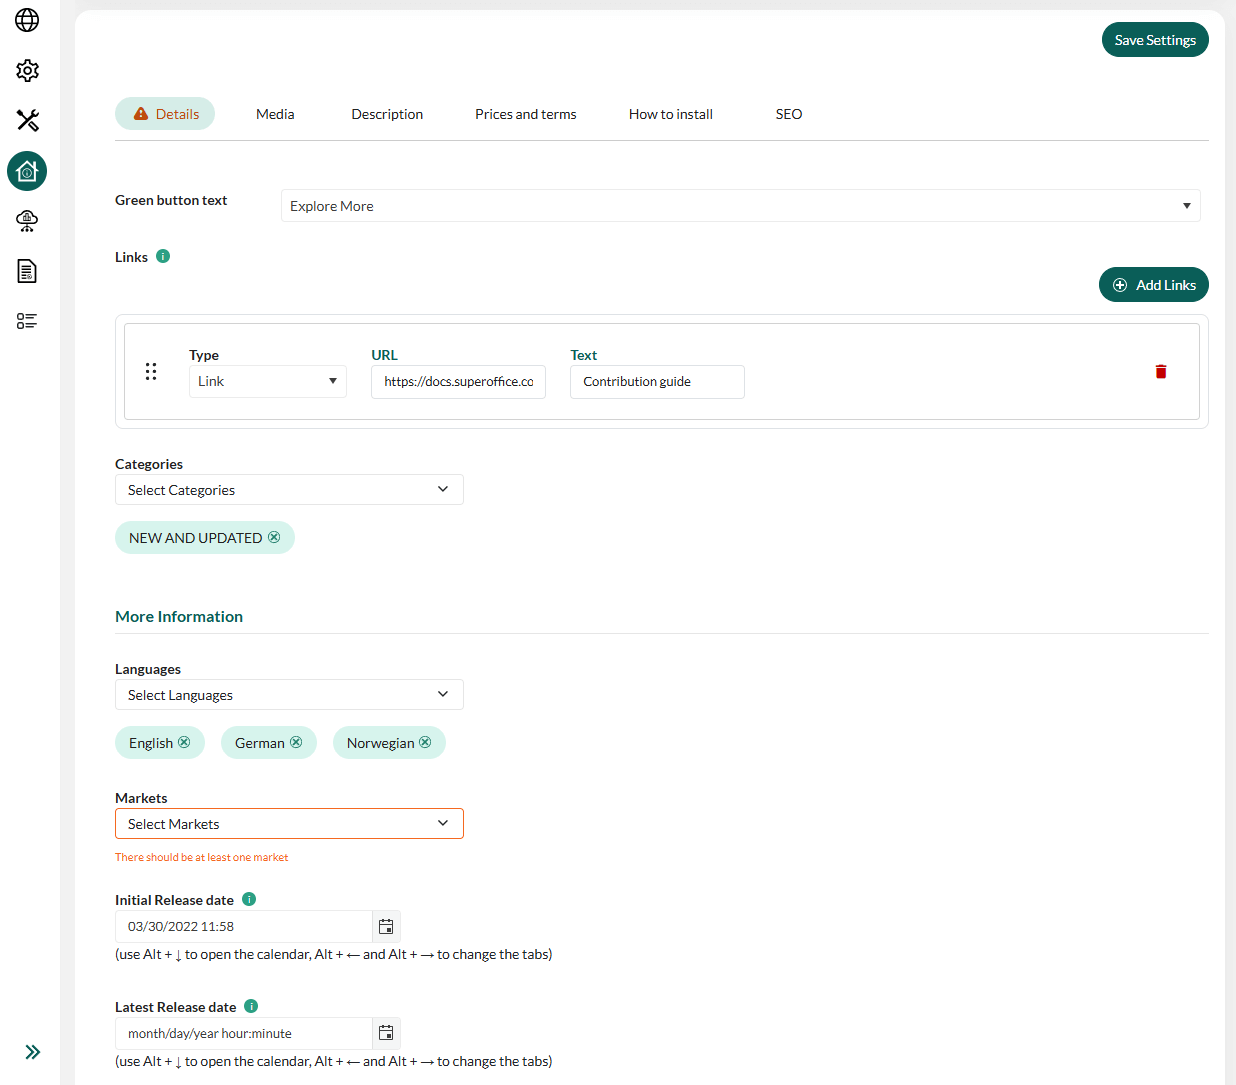 Save Settings
Details Media Description Prices and terms How to install SEO
Green button text
Explore More
Links
Add Links
Type URL Text
Link https://docs.superoffice.co Contribution guide
Categories
Select Categories
NEW AND UPDATED
More Information
Languages
Select Languages
English German Norwegian
Markets
Select Markets
There should be at least one market
Initial Release date
03/30/2022 11:58
(use Alt + ↓ to open the calendar, Alt + ← and Alt + → to change the tabs)
Latest Release date
month/day/year hour:minute
(use Alt + ↓ to open the calendar, Alt + ← and Alt + → to change the tabs)